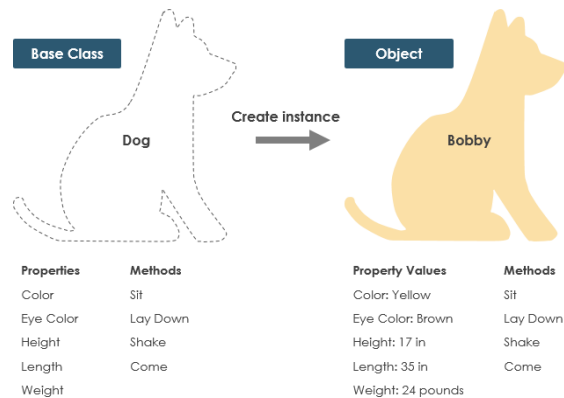 Base Class
Object
Create instance
Dog
Bobby
Properties
Color
Eye Color
Height
Length
Weight
Methods
Sit
Lay Down
Shake
Come
Property Values
Color: Yellow
Eye Color: Brown
Height: 17 in
Length: 35 in
Weight: 24 pounds
Methods
Sit
Lay Down
Shake
Come